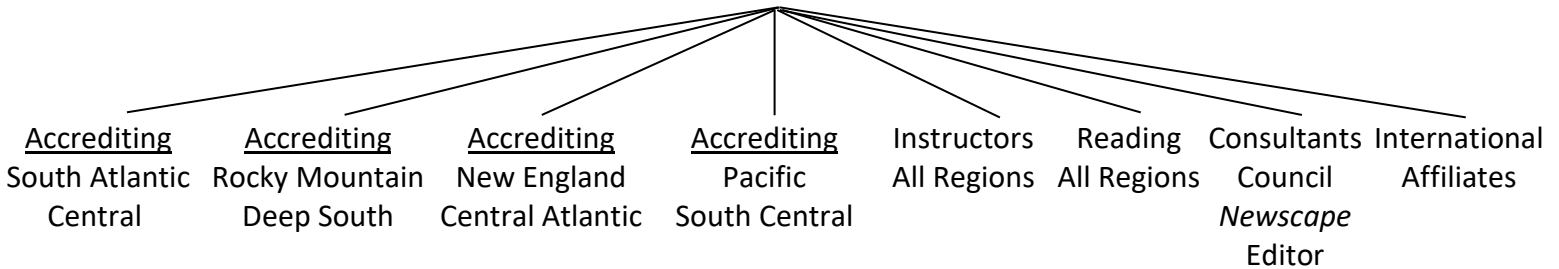 Accrediting
South Atlantic
Central
Accrediting
Rocky Mountain
Deep South
Accrediting
New England
Central Atlantic
Accrediting
Pacific
South Central
Instructors
All Regions
Reading
All Regions
Consultants
Council
Newscape
Editor
International
Affiliates